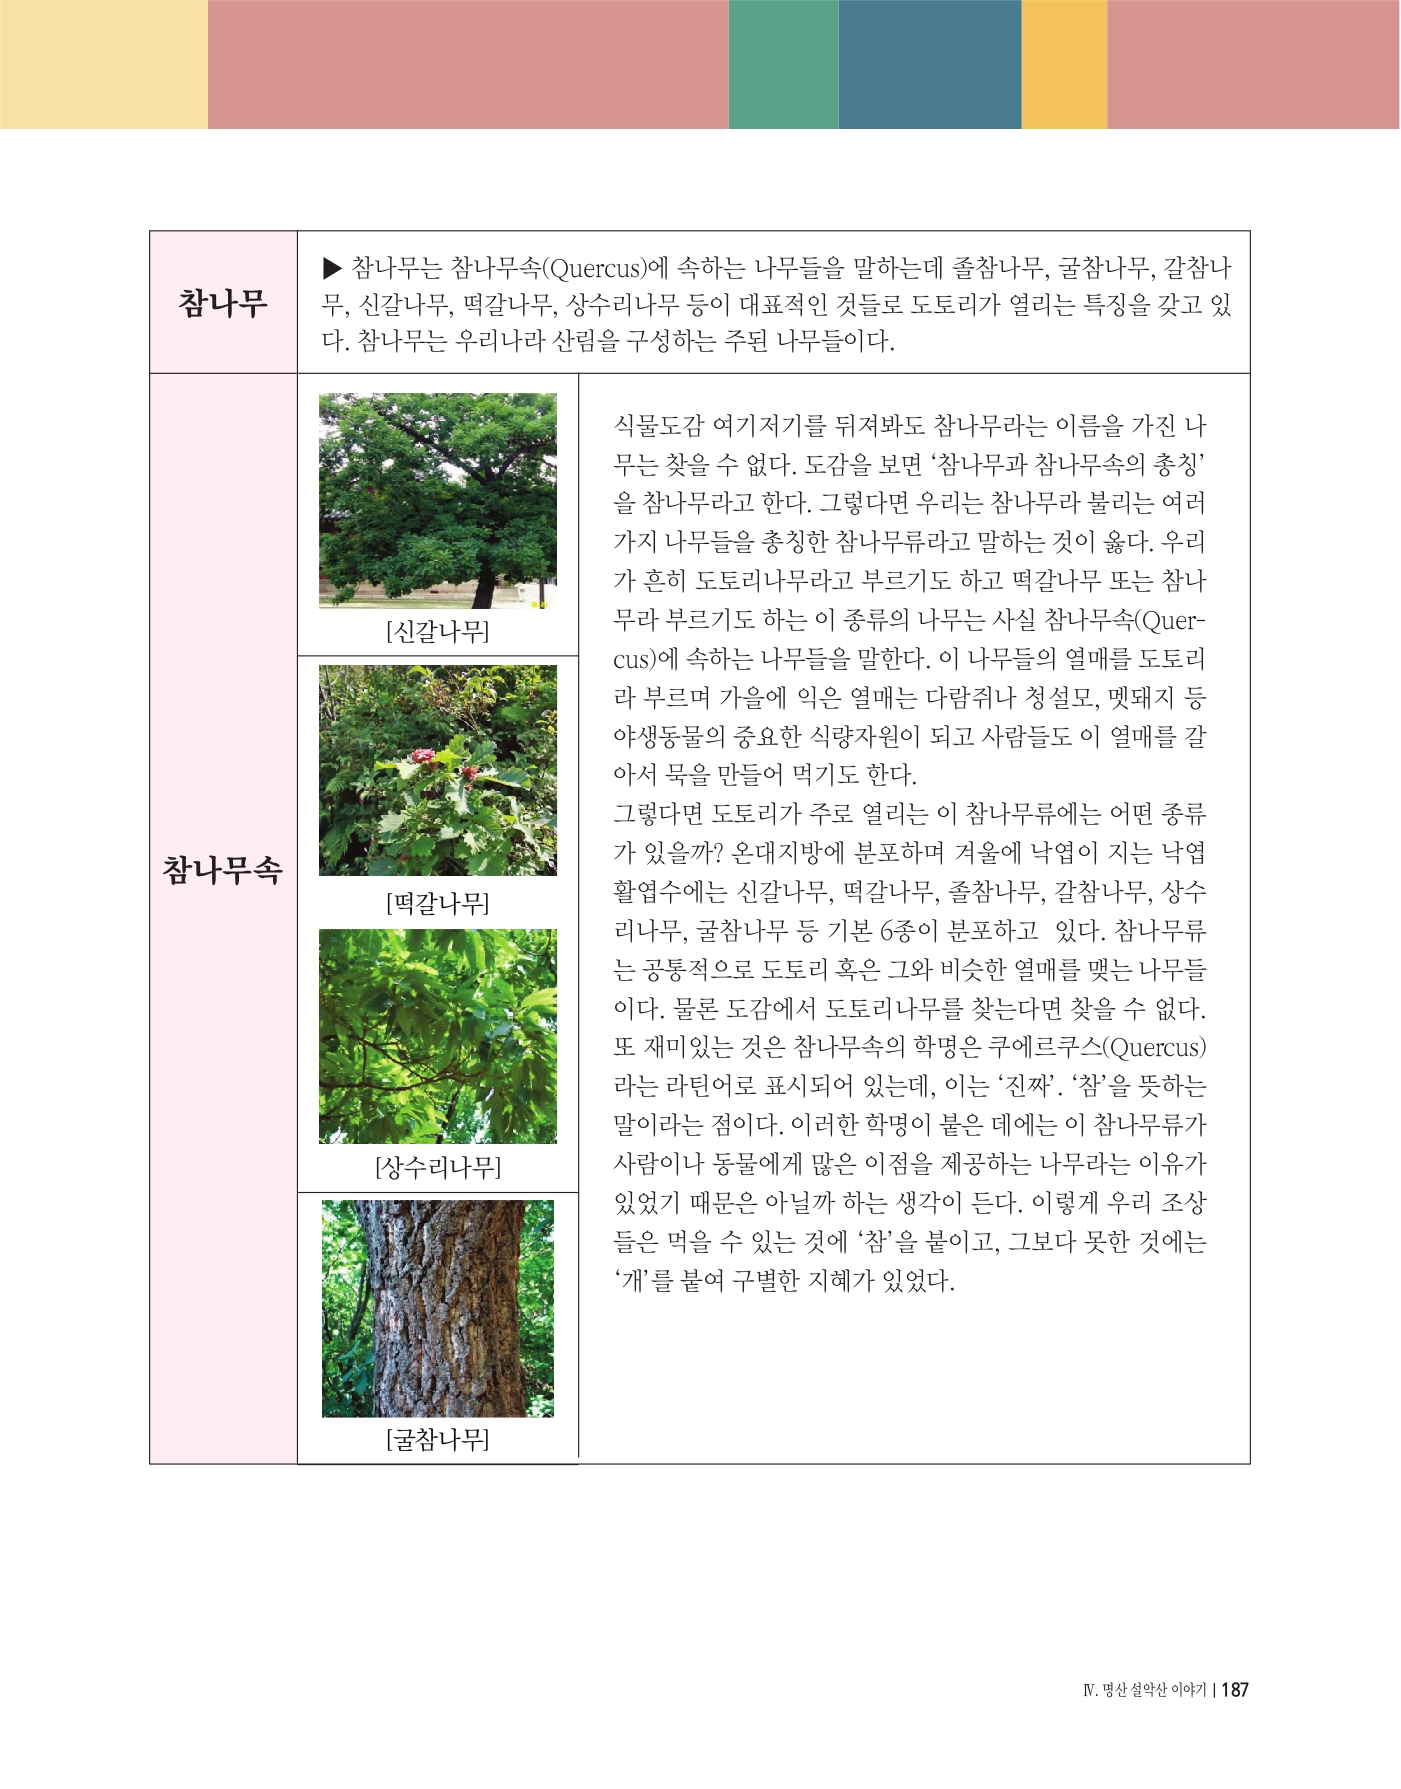 참나무
▶ 참나무는 참나무속(Quercus)에 속하는 나무들을 말하는데 졸참나무, 굴참나무, 갈참나
무, 신갈나무, 떡갈나무, 상수리나무 등이 대표적인 것들로 도토리가 열리는 특징을 갖고 있
다. 참나무는 우리나라 산림을 구성하는 주된 나무들이다.
참나무속
[신갈나무]
[떡갈나무]
[상수리나무]
[굴참나무]
식물도감 여기저기를 뒤져봐도 참나무라는 이름을 가진 나
무는 찾을 수 없다. 도감을 보면 ‘참나무과 참나무속의 총칭’
을 참나무라고 한다. 그렇다면 우리는 참나무라 불리는 여러
가지 나무들을 총칭한 참나무류라고 말하는 것이 옳다. 우리
가 흔히 도토리나무라고 부르기도 하고 떡갈나무 또는 참나
무라 부르기도 하는 이 종류의 나무는 사실 참나무속(Quer-
cus)에 속하는 나무들을 말한다. 이 나무들의 열매를 도토리
라 부르며 가을에 익은 열매는 다람쥐나 청설모, 멧돼지 등
야생동물의 중요한 식량자원이 되고 사람들도 이 열매를 갈
아서 묵을 만들어 먹기도 한다.
그렇다면 도토리가 주로 열리는 이 참나무류에는 어떤 종류
가 있을까? 온대지방에 분포하며 겨울에 낙엽이 지는 낙엽
활엽수에는 신갈나무, 떡갈나무, 졸참나무, 갈참나무, 상수
리나무, 굴참나무 등 기본 6종이 분포하고 있다. 참나무류
는 공통적으로 도토리 혹은 그와 비슷한 열매를 맺는 나무들
이다. 물론 도감에서 도토리나무를 찾는다면 찾을 수 없다.
또 재미있는 것은 참나무속의 학명은 쿠에르쿠스(Quercus)
라는 라틴어로 표시되어 있는데, 이는 ‘진짜’. ‘참’을 뜻하는
말이라는 점이다. 이러한 학명이 붙은 데에는 이 참나무류가
사람이나 동물에게 많은 이점을 제공하는 나무라는 이유가
있었기 때문은 아닐까 하는 생각이 든다. 이렇게 우리 조상
들은 먹을 수 있는 것에 ‘참’을 붙이고, 그보다 못한 것에는
‘개’를 붙여 구별한 지혜가 있었다.
Ⅳ. 명산 설악산 이야기 | 187